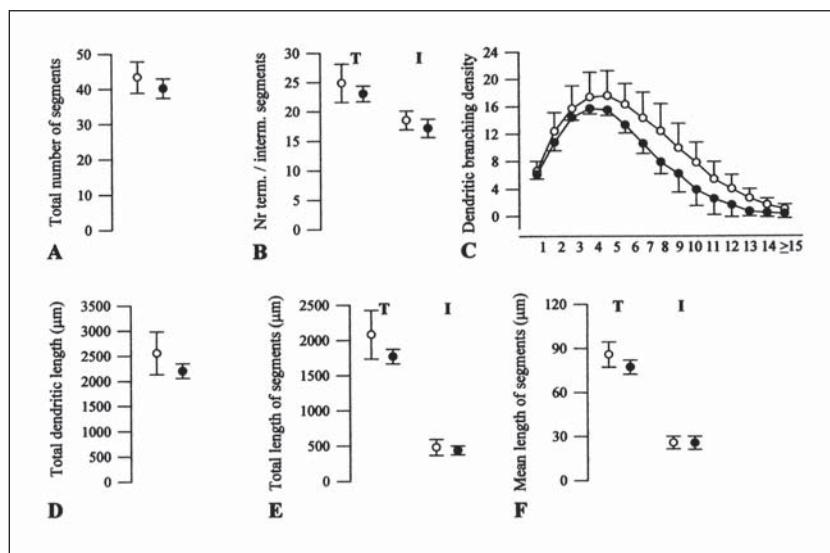 Total number of segments
50
40
30
20
10
0
A
Nr term. / interm. segments
30
25
20
15
10
5
0
T I
B
Dendritic branching density
24
20
16
12
8
4
0
1 2 3 4 5 6 7 8 9 10 11 12 13 14 ≥15
C
Total dendritic length (μm)
3500
3000
2500
2000
1500
1000
500
0
D
Total length of segments (μm)
2500
2000
1500
1000
500
0
T I
E
Mean length of segments (μm)
120
90
60
30
0
T I
F